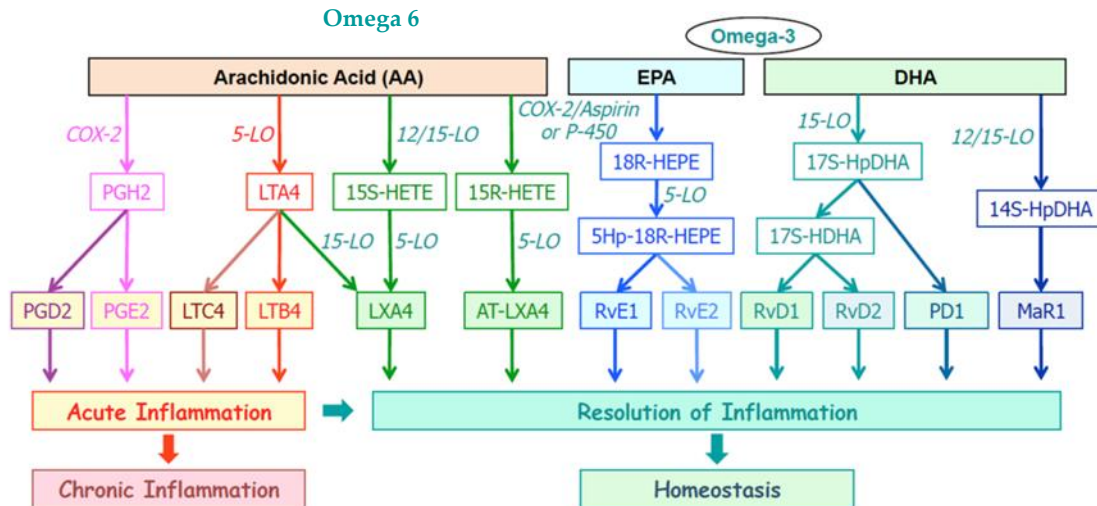 Omega 6
Omega-3
Arachidonic Acid (AA)
EPA
DHA
COX-2
5-LO
12/15-LO
COX-2/Aspirin
or P-450
15-LO
12/15-LO
PGH2
LTA4
15S-HETE
15R-HETE
18R-HEPE
17S-HpDHA
5-LO
14S-HpDHA
15-LO
5-LO
5-LO
5Hp-18R-HEPE
17S-HDHA
PGD2
PGE2
LTC4
LTB4
LXA4
AT-LXA4
RvE1
RvE2
RvD1
RvD2
PD1
MaR1
Acute Inflammation
Resolution of Inflammation
Chronic Inflammation
Homeostasis